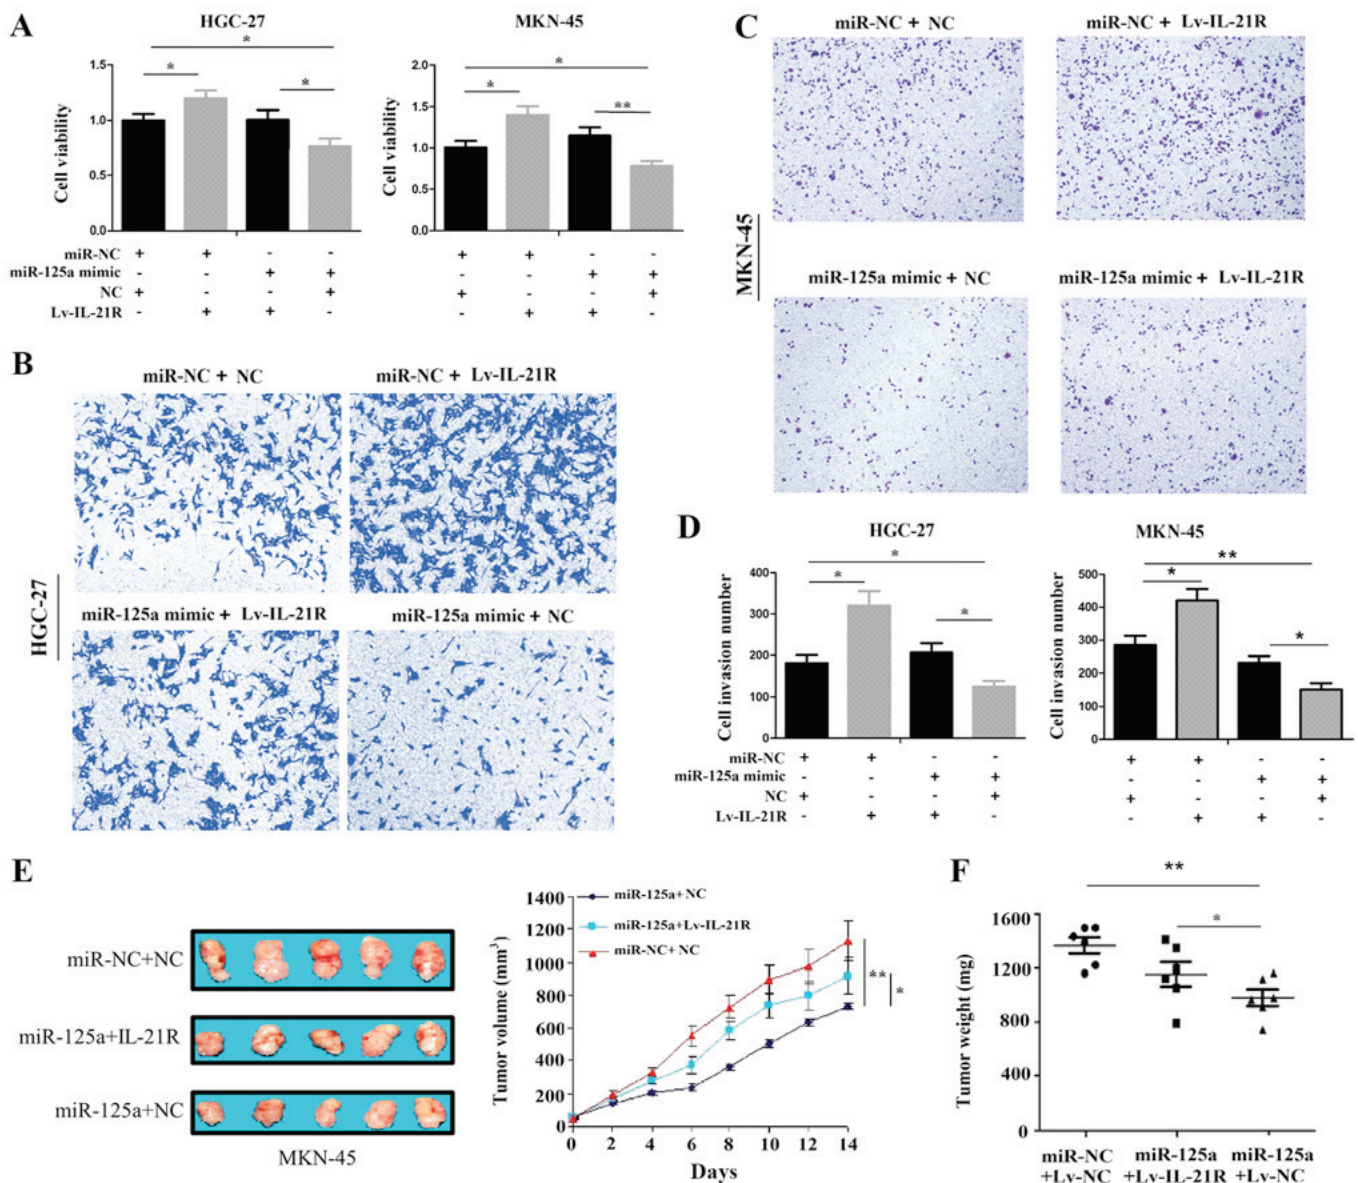 A
HGC-27
*
*
*
1.5
1.0
0.5
0.0
Cell viability
MKN-45
*
*
**
2.0
1.5
1.0
0.5
0.0
Cell viability
miR-NC + + - - + + - -
miR-125a mimic - - + + - - + +
NC + - - + + - - +
Lv-IL-21R - + + - - + + -
B
miR-NC + NC
miR-NC + Lv-IL-21R
miR-125a mimic + Lv-IL-21R
miR-125a mimic + NC
HGC-27
C
miR-NC + NC
miR-NC + Lv-IL-21R
miR-125a mimic + NC
miR-125a mimic + Lv-IL-21R
MKN-45
D
HGC-27
*
*
*
400
300
200
100
0
Cell invasion number
MKN-45
**
*
*
500
400
300
200
100
0
Cell invasion number
miR-NC + + - - + + - -
miR-125a mimic - - + + - - + +
NC + - - + + - - +
Lv-IL-21R - + + - - + + -
E
miR-NC+NC
miR-125a+IL-21R
miR-125a+NC
MKN-45
miR-125a+NC
miR-125a+Lv-IL-21R
miR-NC+NC
1400
1200
1000
800
600
400
200
0
Tumor volume (mm³)
** *
0 2 4 6 8 10 12 14
Days
F
**
*
1600
1200
800
400
0
Tumor weight (mg)
miR-NC miR-125a miR-125a
+Lv-NC +Lv-IL-21R +Lv-NC